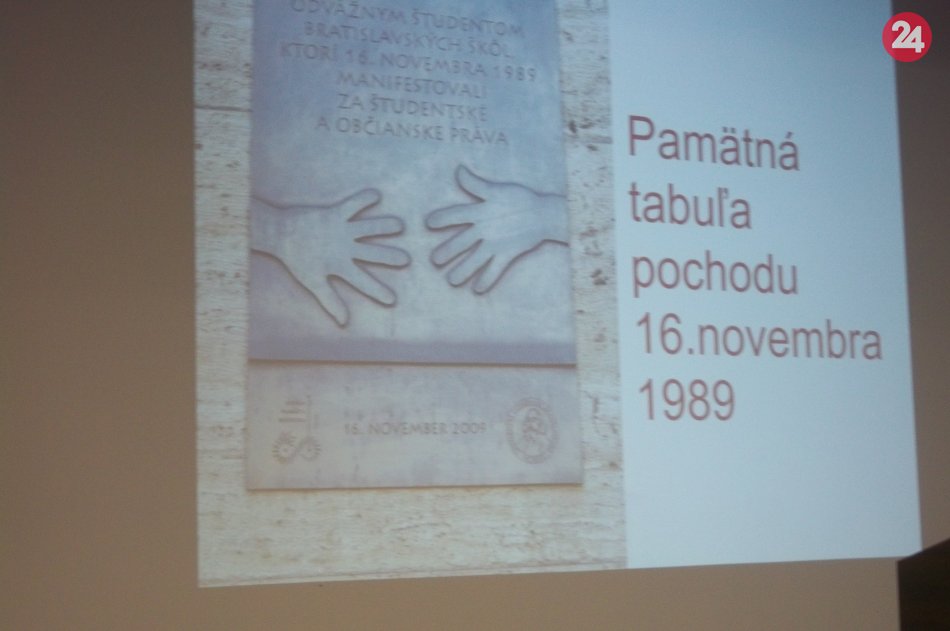 24
ODVÁŽNYM ŠTUDENTOM
BRATISLAVSKÝCH ŠKÔL,
KTORÍ 16. NOVEMBRA 1989
MANIFESTOVALI
ZA ŠTUDENTSKÉ
A OBČIANSKE PRÁVA
16. NOVEMBER 2009
Pamätná
tabuľa
pochodu
16.novembra
1989